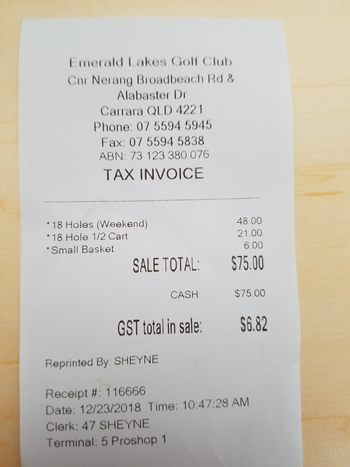 Emerald Lakes Golf Club
Cnr Nerang Broadbeach Rd &
Alabaster Dr
Carrara QLD 4221
Phone: 07 5594 5945
Fax: 07 5594 5838
ABN: 73 123 380 076
TAX INVOICE
*18 Holes (Weekend) 48.00
*18 Hole 1/2 Cart 21.00
*Small Basket 6.00
SALE TOTAL: $75.00
CASH $75.00
GST total in sale: $6.82
Reprinted By: SHEYNE
Receipt #: 116666
Date: 12/23/2018 Time: 10:47:28 AM
Clerk: 47 SHEYNE
Terminal: 5 Proshop 1